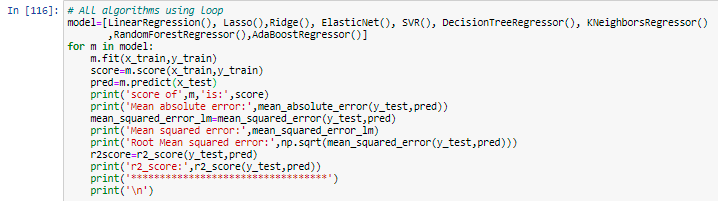 In [116]: # All algorithms using Loop
model=[LinearRegression(), Lasso(),Ridge(), ElasticNet(), SVR(), DecisionTreeRegressor(), KNeighborsRegressor()
,RandomForestRegressor(),AdaBoostRegressor()]
for m in model:
m.fit(x_train,y_train)
score=m.score(x_train,y_train)
pred=m.predict(x_test)
print('score of',m,'is:',score)
print('Mean absolute error:',mean_absolute_error(y_test,pred))
mean_squared_error_lm=mean_squared_error(y_test,pred)
print('Mean squared error:',mean_squared_error_lm)
print('Root Mean squared error:',np.sqrt(mean_squared_error(y_test,pred)))
r2score=r2_score(y_test,pred)
print('r2_score:',r2_score(y_test,pred))
print('**********************************')
print('\n')